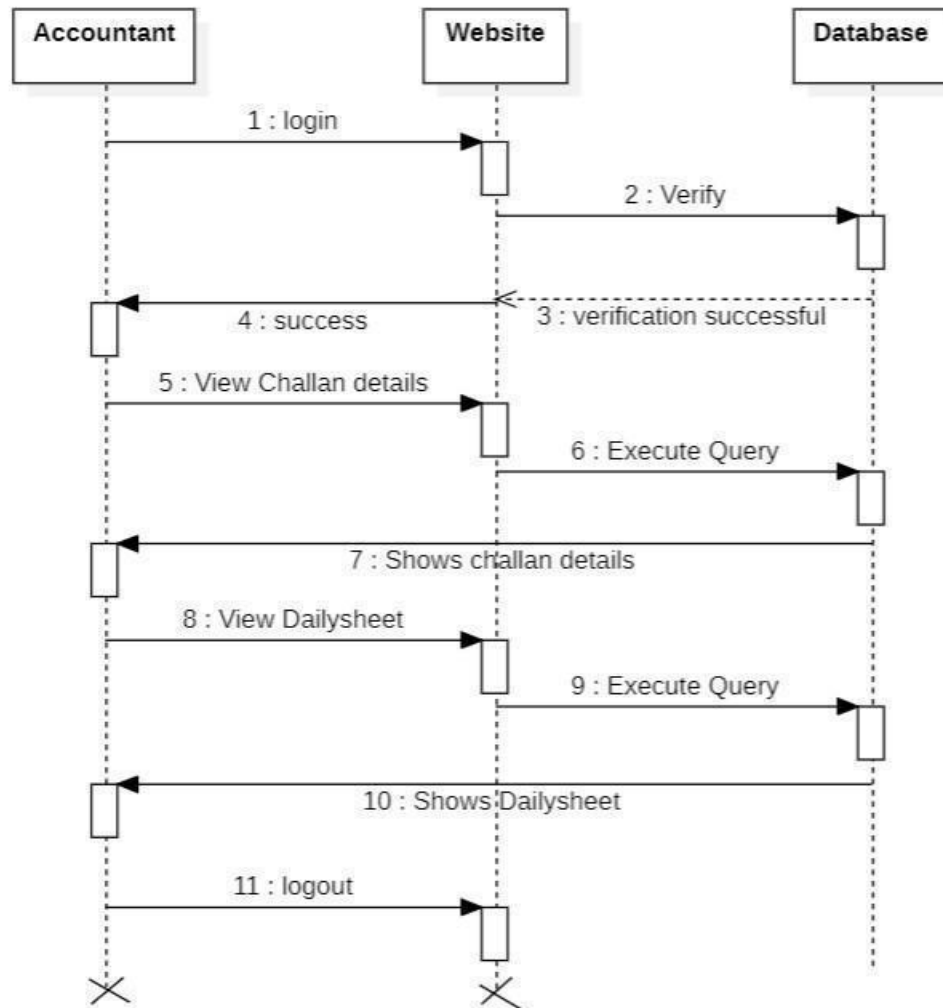 Accountant
Website
Database
1 : login
2 : Verify
3 : verification successful
4 : success
5 : View Challan details
6 : Execute Query
7 : Shows challan details
8 : View Dailysheet
9 : Execute Query
10 : Shows Dailysheet
11 : logout